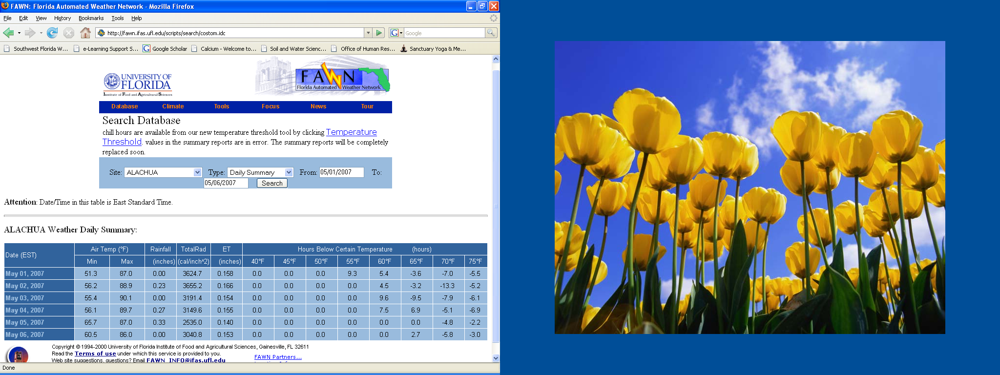 FAWN: Florida Automated Weather Network - Mozilla Firefox
File Edit View History Bookmarks Tools Help
http://fawn.ifas.ufl.edu/scripts/search/costom.idc
G Google
Southwest Florida W... e-Learning Support S... Google Scholar Calcium - Welcome to... Soil and Water Scienc... Office of Human Res... Sanctuary Yoga & Me...
UNIVERSITY OF
FLORIDA
Institute of Food and Agricultural Sciences
FAWN
Florida Automated Weather Network
Database Climate Tools Focus News Tour
Search Database
chill hours are available from our new temperature threshold tool by clicking Temperature
Threshold. values in the summary reports are in error. The summary reports will be completely
replaced soon.
Site: ALACHUA Type: Daily Summary From: 05/01/2007 To:
05/06/2007 Search
Attention: Date/Time in this table is East Standard Time.
ALACHUA Weather Daily Summary:
Date (EST) Air Temp (°F) Rainfall TotalRad ET Hours Below Certain Temperature (hours)
Min Max (inches) (cal/inch^2) (inches) 40°F 45°F 50°F 55°F 60°F 65°F 70°F 75°F
May 01, 2007 51.3 87.0 0.00 3624.7 0.158 0.0 0.0 0.0 9.3 5.4 -3.6 -7.0 -5.5
May 02, 2007 56.2 88.9 0.23 3655.2 0.166 0.0 0.0 0.0 0.0 4.5 -3.2 -13.3 -5.2
May 03, 2007 55.4 90.1 0.00 3191.4 0.154 0.0 0.0 0.0 0.0 9.6 -9.5 -7.9 -6.1
May 04, 2007 56.1 89.7 0.27 3149.6 0.155 0.0 0.0 0.0 0.0 7.5 6.9 -5.1 -6.9
May 05, 2007 65.7 87.0 0.33 2535.0 0.140 0.0 0.0 0.0 0.0 0.0 0.0 -4.8 -2.2
May 06, 2007 60.5 86.0 0.00 3040.8 0.153 0.0 0.0 0.0 0.0 0.0 2.7 -5.8 -3.0
Copyright © 1994-2000 University of Florida Institute of Food and Agricultural Sciences, Gainesville, FL 32611
Read the Terms of use under which this service is provided to you.
Web site suggestions, questions? Email FAWN_INFO@ifas.ufl.edu
FAWN Partners...
Done